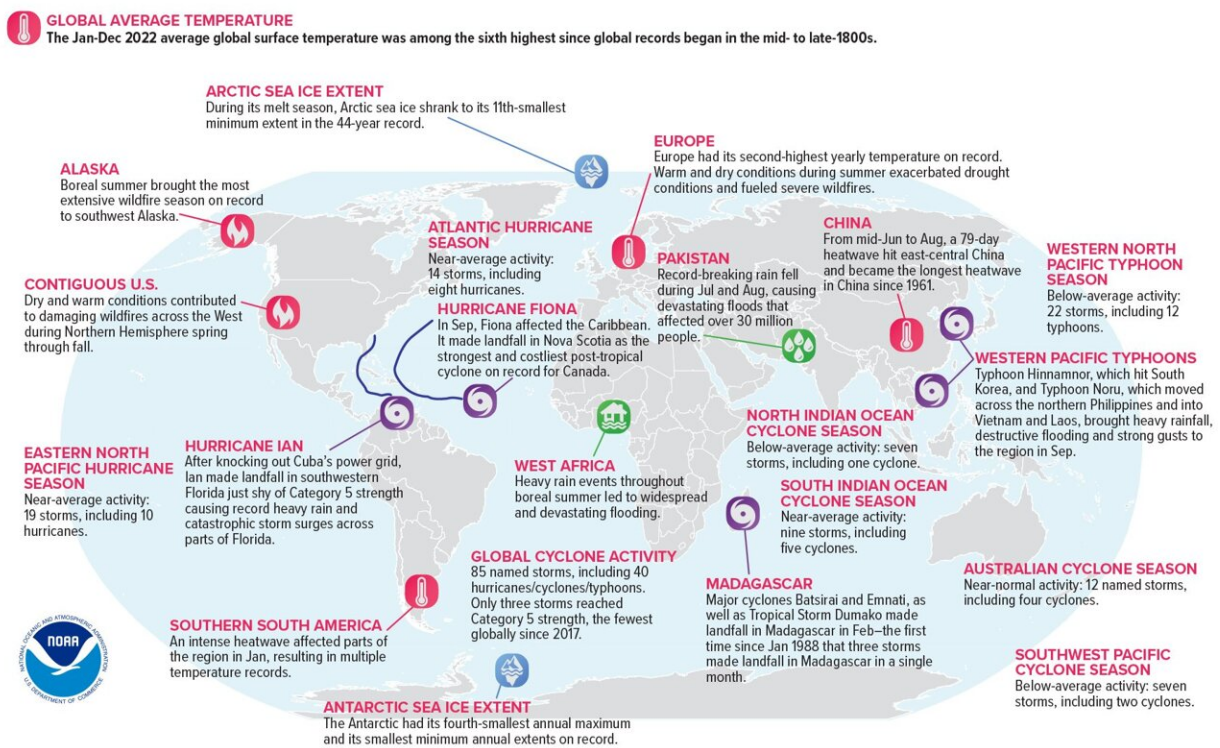 GLOBAL AVERAGE TEMPERATURE
The Jan-Dec 2022 average global surface temperature was among the sixth highest since global records began in the mid- to late-1800s.
ARCTIC SEA ICE EXTENT
During its melt season, Arctic sea ice shrank to its 11th-smallest
minimum extent in the 44-year record.
EUROPE
Europe had its second-highest yearly temperature on record.
Warm and dry conditions during summer exacerbated drought
conditions and fueled severe wildfires.
ALASKA
Boreal summer brought the most
extensive wildfire season on record
to southwest Alaska.
ATLANTIC HURRICANE
SEASON
Near-average activity:
14 storms, including
eight hurricanes.
CHINA
From mid-Jun to Aug, a 79-day
heatwave hit east-central China
and became the longest heatwave
in China since 1961.
WESTERN NORTH
PACIFIC TYPHOON
SEASON
Below-average activity:
22 storms, including 12
typhoons.
PAKISTAN
Record-breaking rain fell
during Jul and Aug, causing
devastating floods that
affected over 30 million
people.
CONTIGUOUS U.S.
Dry and warm conditions contributed
to damaging wildfires across the West
during Northern Hemisphere spring
through fall.
HURRICANE FIONA
In Sep, Fiona affected the Caribbean.
It made landfall in Nova Scotia as the
strongest and costliest post-tropical
cyclone on record for Canada.
WESTERN PACIFIC TYPHOONS
Typhoon Hinnamnor, which hit South
Korea, and Typhoon Noru, which moved
across the northern Philippines and into
Vietnam and Laos, brought heavy rainfall,
destructive flooding and strong gusts to
the region in Sep.
NORTH INDIAN OCEAN
CYCLONE SEASON
Below-average activity: seven
storms, including one cyclone.
EASTERN NORTH
PACIFIC HURRICANE
SEASON
Near-average activity:
19 storms, including 10
hurricanes.
HURRICANE IAN
After knocking out Cuba's power grid,
Ian made landfall in southwestern
Florida just shy of Category 5 strength
causing record heavy rain and
catastrophic storm surges across
parts of Florida.
WEST AFRICA
Heavy rain events throughout
boreal summer led to widespread
and devastating flooding.
SOUTH INDIAN OCEAN
CYCLONE SEASON
Near-average activity:
nine storms, including
five cyclones.
GLOBAL CYCLONE ACTIVITY
85 named storms, including 40
hurricanes/cyclones/typhoons.
Only three storms reached
Category 5 strength, the fewest
globally since 2017.
MADAGASCAR
Major cyclones Batsirai and Emnati, as
well as Tropical Storm Dumako made
landfall in Madagascar in Feb–the first
time since Jan 1988 that three storms
made landfall in Madagascar in a single
month.
AUSTRALIAN CYCLONE SEASON
Near-normal activity: 12 named storms,
including four cyclones.
SOUTHERN SOUTH AMERICA
An intense heatwave affected parts of
the region in Jan, resulting in multiple
temperature records.
SOUTHWEST PACIFIC
CYCLONE SEASON
Below-average activity: seven
storms, including two cyclones.
ANTARCTIC SEA ICE EXTENT
The Antarctic had its fourth-smallest annual maximum
and its smallest minimum annual extents on record.
NATIONAL OCEANIC AND ATMOSPHERIC ADMINISTRATION
NOAA
U.S. DEPARTMENT OF COMMERCE